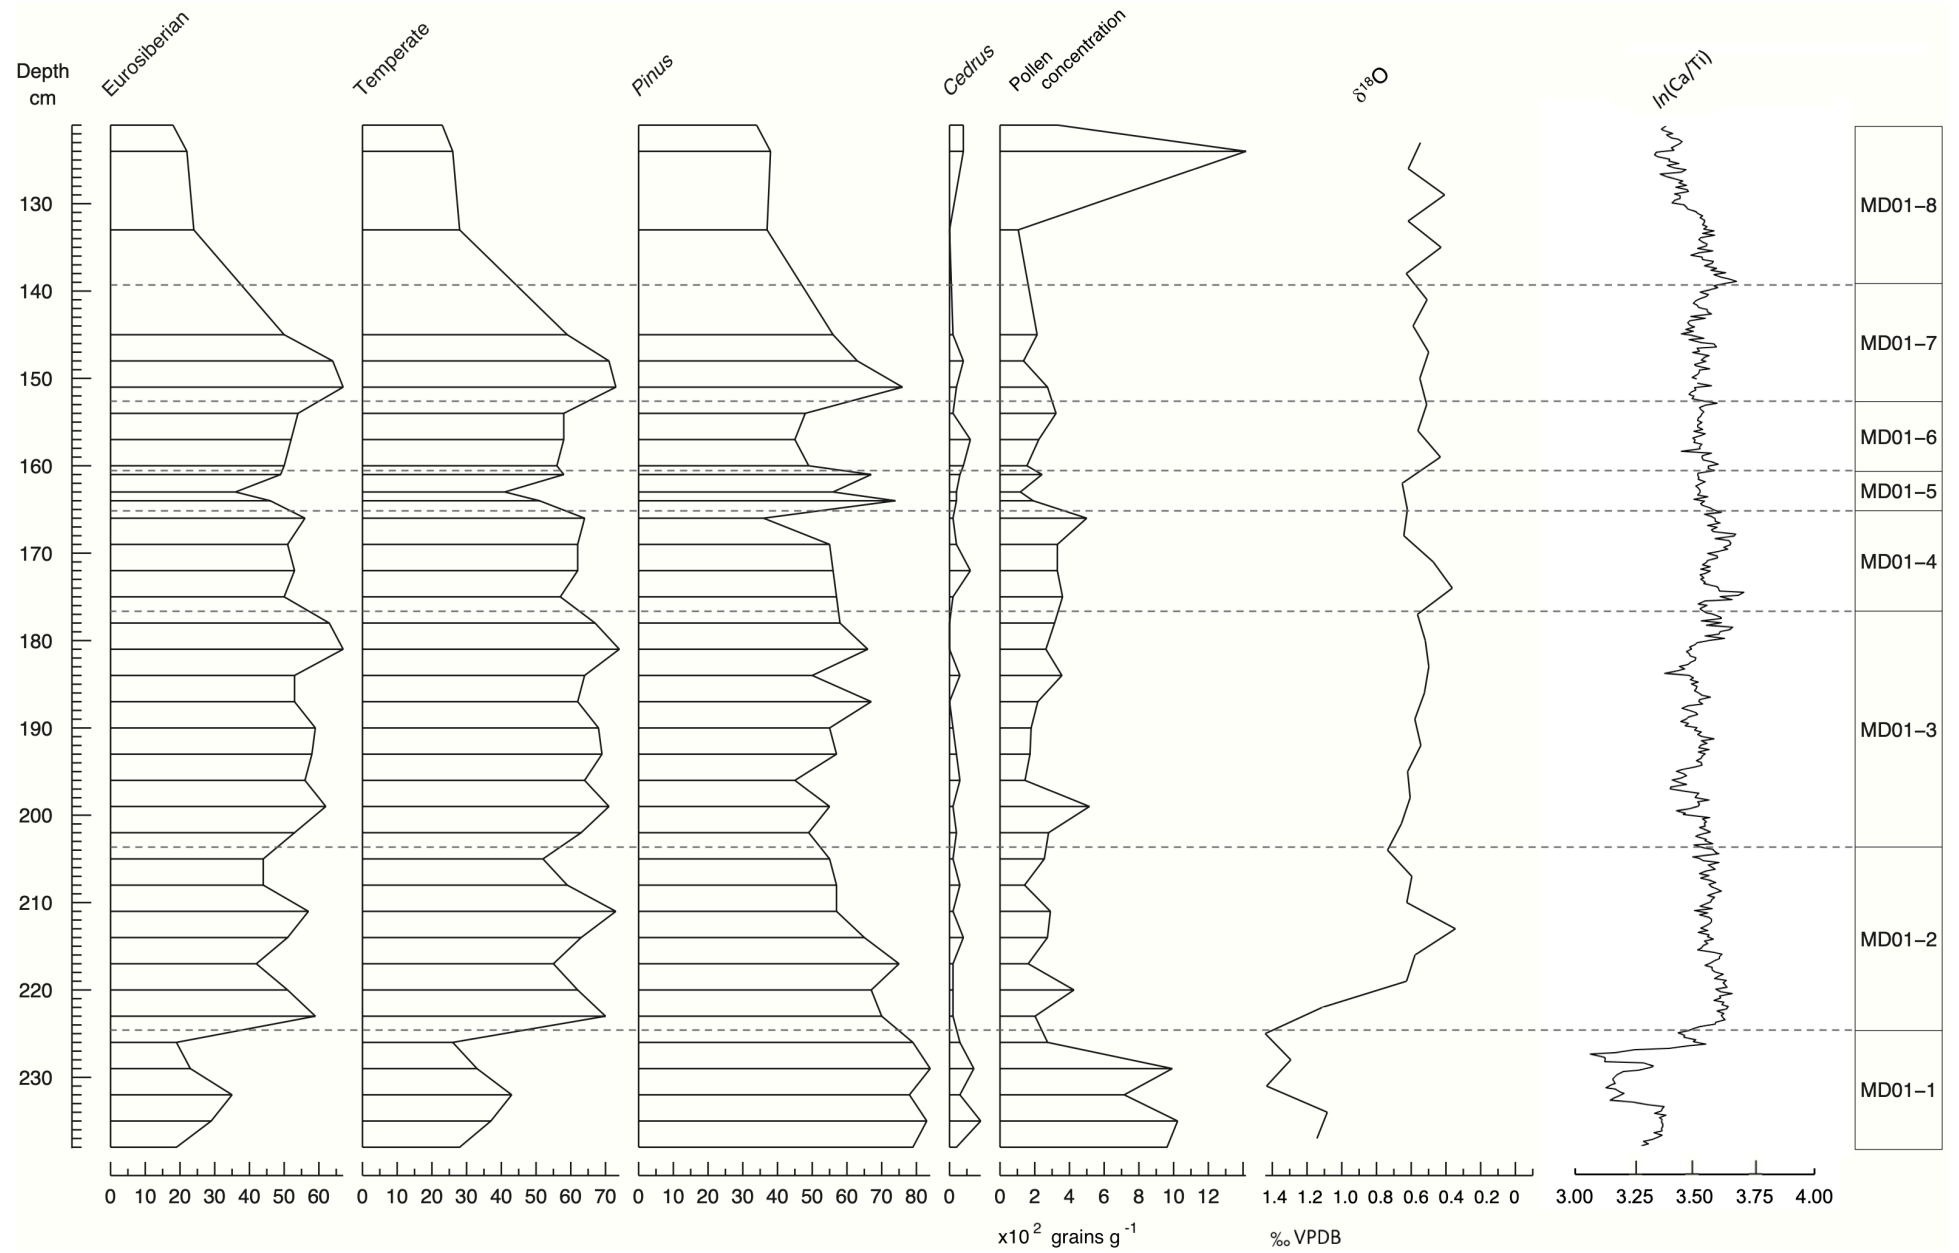 Depth
cm
Eurosiberian
Temperate
Pinus
Cedrus
Pollen
concentration
δ¹⁸O
ln(Ca/Ti)
130
140
150
160
170
180
190
200
210
220
230
MD01–8
MD01–7
MD01–6
MD01–5
MD01–4
MD01–3
MD01–2
MD01–1
0 10 20 30 40 50 60
0 10 20 30 40 50 60 70
0 10 20 30 40 50 60 70 80
0
0 2 4 6 8 10 12
1.4 1.2 1.0 0.8 0.6 0.4 0.2 0
3.00 3.25 3.50 3.75 4.00
x10² grains g⁻¹
‰ VPDB